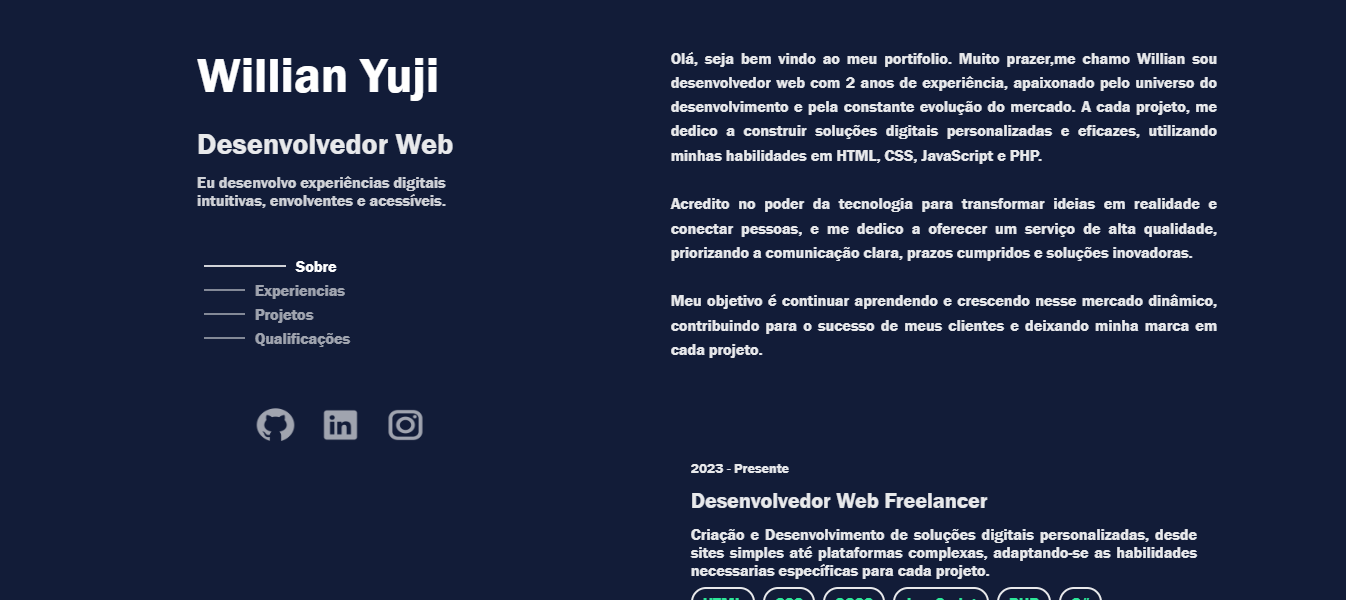 Willian Yuji
Desenvolvedor Web
Eu desenvolvo experiências digitais
intuitivas, envolventes e acessíveis.
Sobre
Experiencias
Projetos
Qualificações
Olá, seja bem vindo ao meu portifolio. Muito prazer,me chamo Willian sou
desenvolvedor web com 2 anos de experiência, apaixonado pelo universo do
desenvolvimento e pela constante evolução do mercado. A cada projeto, me
dedico a construir soluções digitais personalizadas e eficazes, utilizando
minhas habilidades em HTML, CSS, JavaScript e PHP.
Acredito no poder da tecnologia para transformar ideias em realidade e
conectar pessoas, e me dedico a oferecer um serviço de alta qualidade,
priorizando a comunicação clara, prazos cumpridos e soluções inovadoras.
Meu objetivo é continuar aprendendo e crescendo nesse mercado dinâmico,
contribuindo para o sucesso de meus clientes e deixando minha marca em
cada projeto.
2023 - Presente
Desenvolvedor Web Freelancer
Criação e Desenvolvimento de soluções digitais personalizadas, desde
sites simples até plataformas complexas, adaptando-se as habilidades
necessarias específicas para cada projeto.